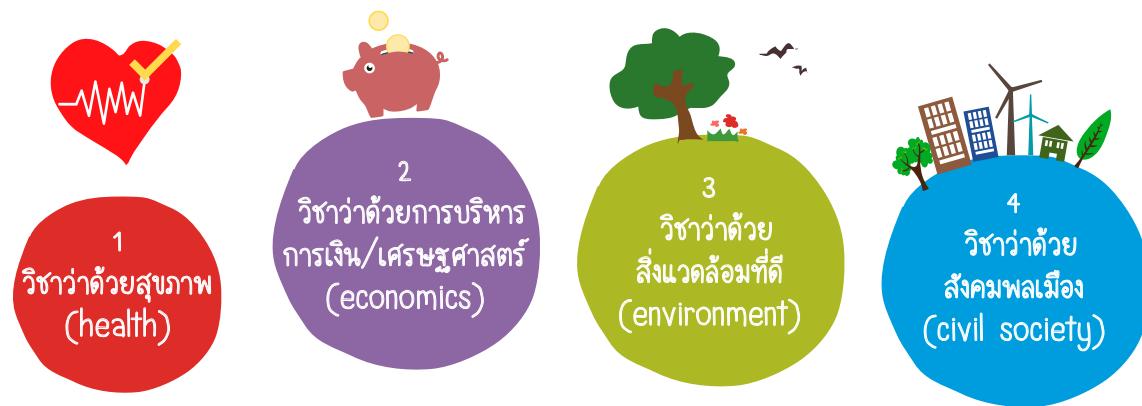 1
วิชาว่าด้วยสุขภาพ
(health)
2
วิชาว่าด้วยการบริหาร
การเงิน/เศรษฐศาสตร์
(economics)
3
วิชาว่าด้วย
สิ่งแวดล้อมที่ดี
(environment)
4
วิชาว่าด้วย
สังคมพลเมือง
(civil society)